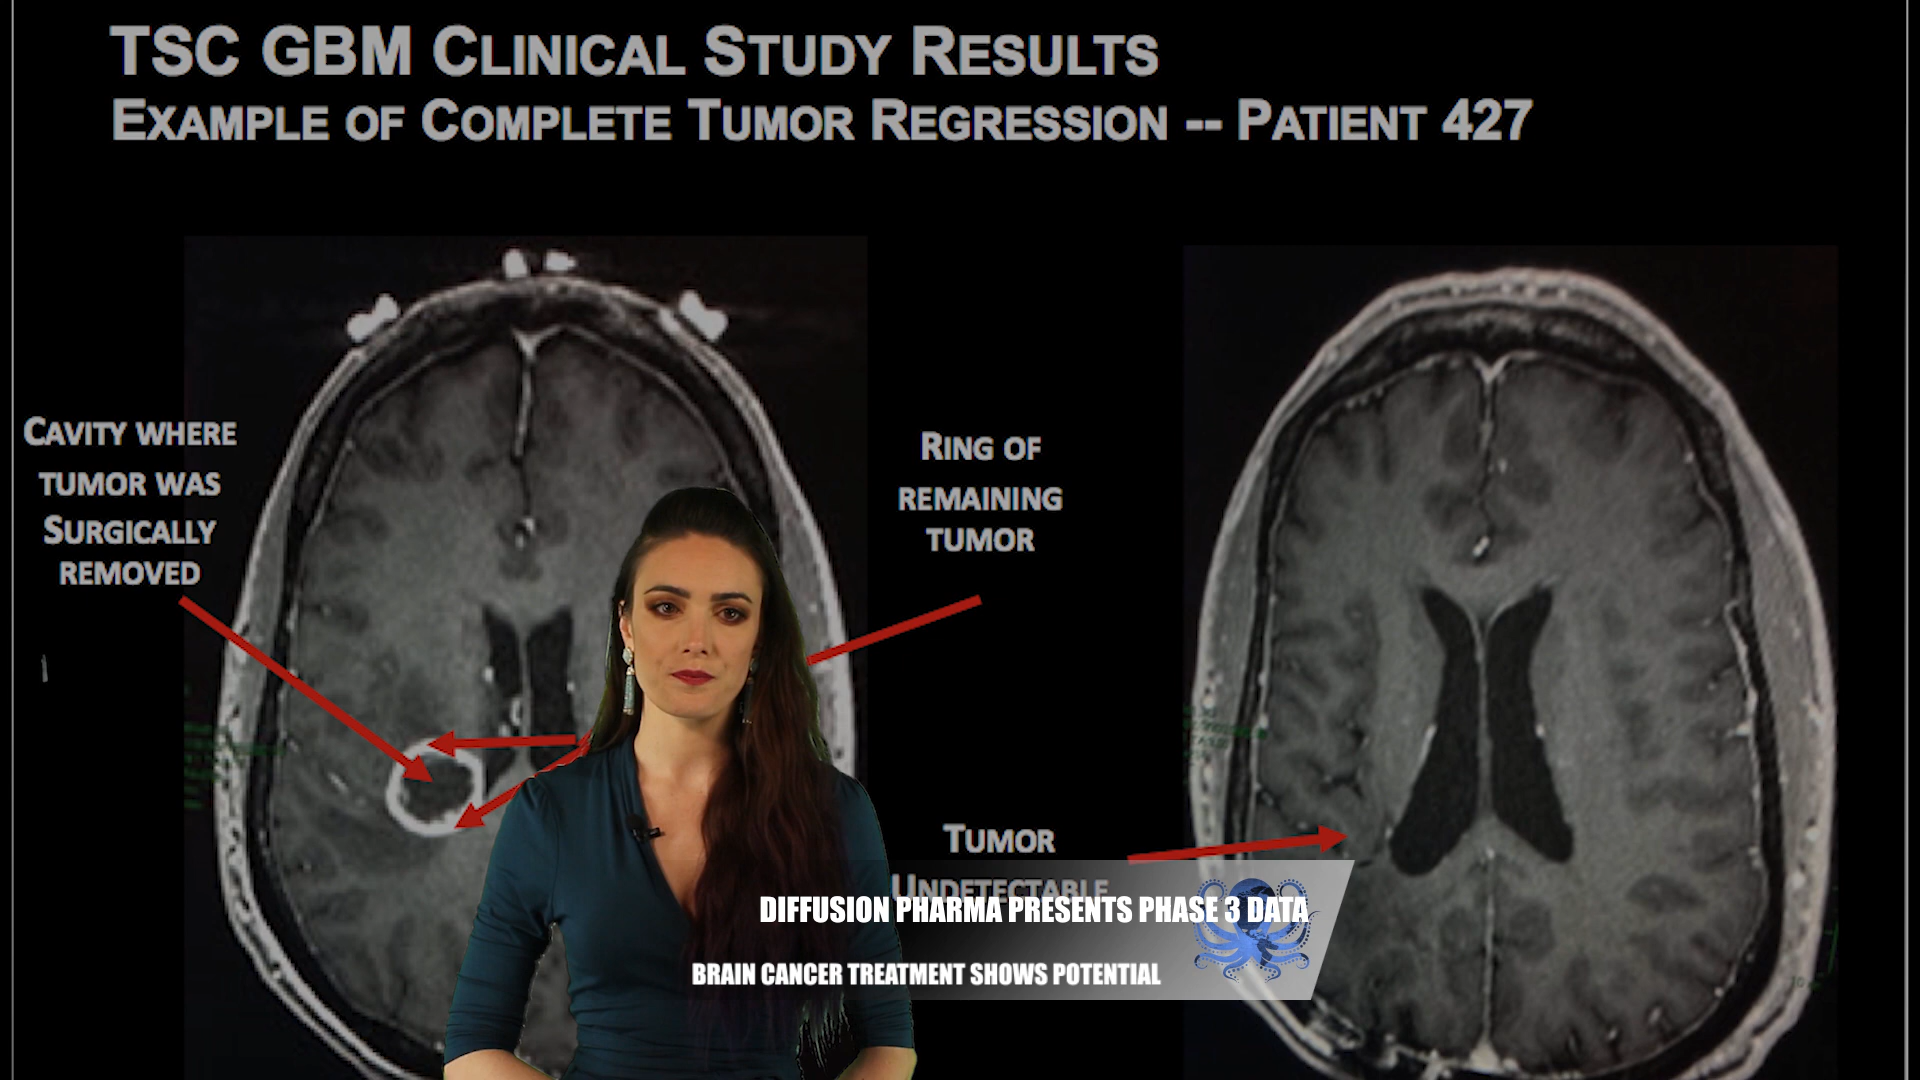 TSC GBM CLINICAL STUDY RESULTS
EXAMPLE OF COMPLETE TUMOR REGRESSION -- PATIENT 427
CAVITY WHERE
TUMOR WAS
SURGICALLY
REMOVED
RING OF
REMAINING
TUMOR
TUMOR
UNDETECTABLE
DIFFUSION PHARMA PRESENTS PHASE 3 DATA
BRAIN CANCER TREATMENT SHOWS POTENTIAL